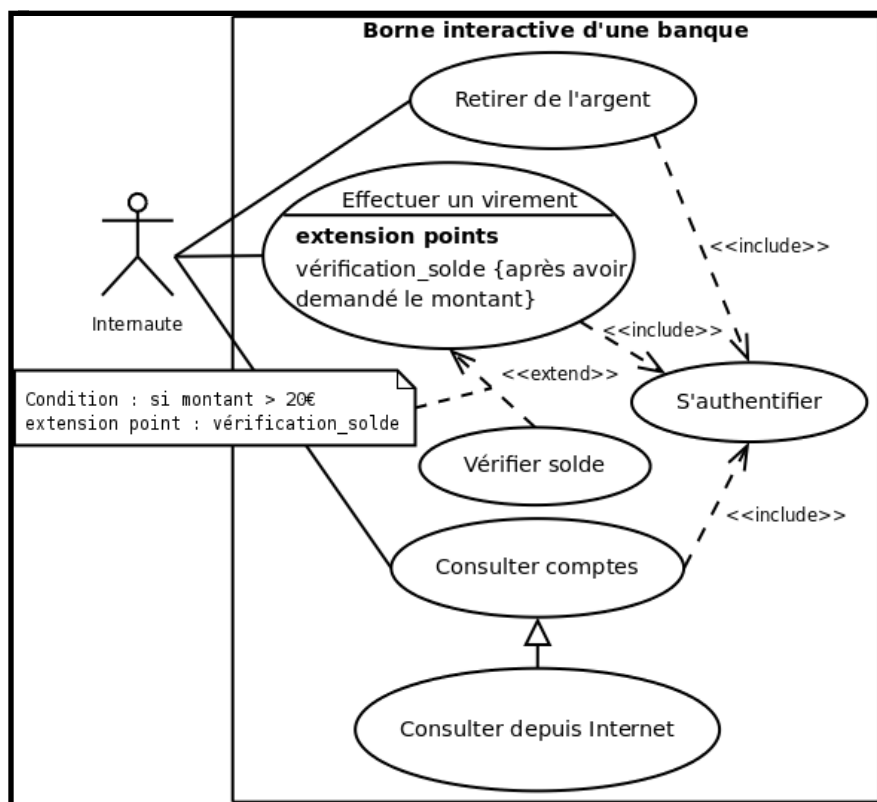 Borne interactive d'une banque
Retirer de l'argent
Effectuer un virement
extension points
vérification_solde {après avoir
demandé le montant}
<<include>>
Internaute
<<include>>
<<extend>>
Condition : si montant > 20€
extension point : vérification_solde
S'authentifier
Vérifier solde
<<include>>
Consulter comptes
Consulter depuis Internet